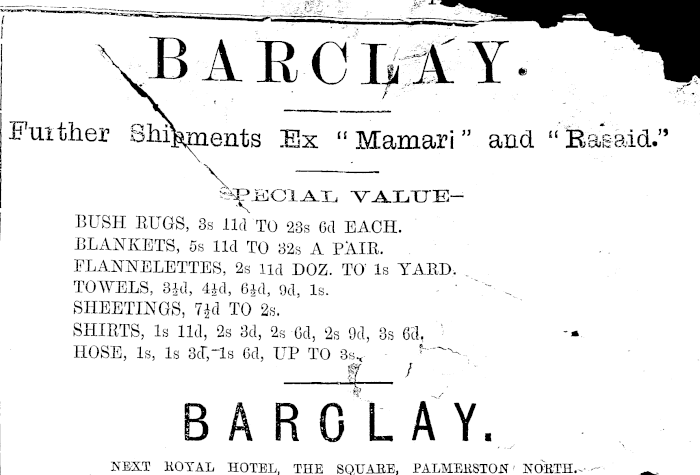 BARCLAY.
Further Shipments Ex "Mamari" and "Rasaid."
SPECIAL VALUE—
BUSH RUGS, 3s 11d TO 23s 6d EACH.
BLANKETS, 5s 11d TO 32s A PAIR.
FLANNELETTES, 2s 11d DOZ. TO 1s YARD.
TOWELS, 3½d, 4½d, 6½d, 9d, 1s.
SHEETINGS, 7½d TO 2s.
SHIRTS, 1s 11d, 2s 3d, 2s 6d, 2s 9d, 3s 6d.
HOSE, 1s, 1s 3d, 1s 6d, UP TO 3s.
BARCLAY.
NEXT ROYAL HOTEL, THE SQUARE, PALMERSTON NORTH.